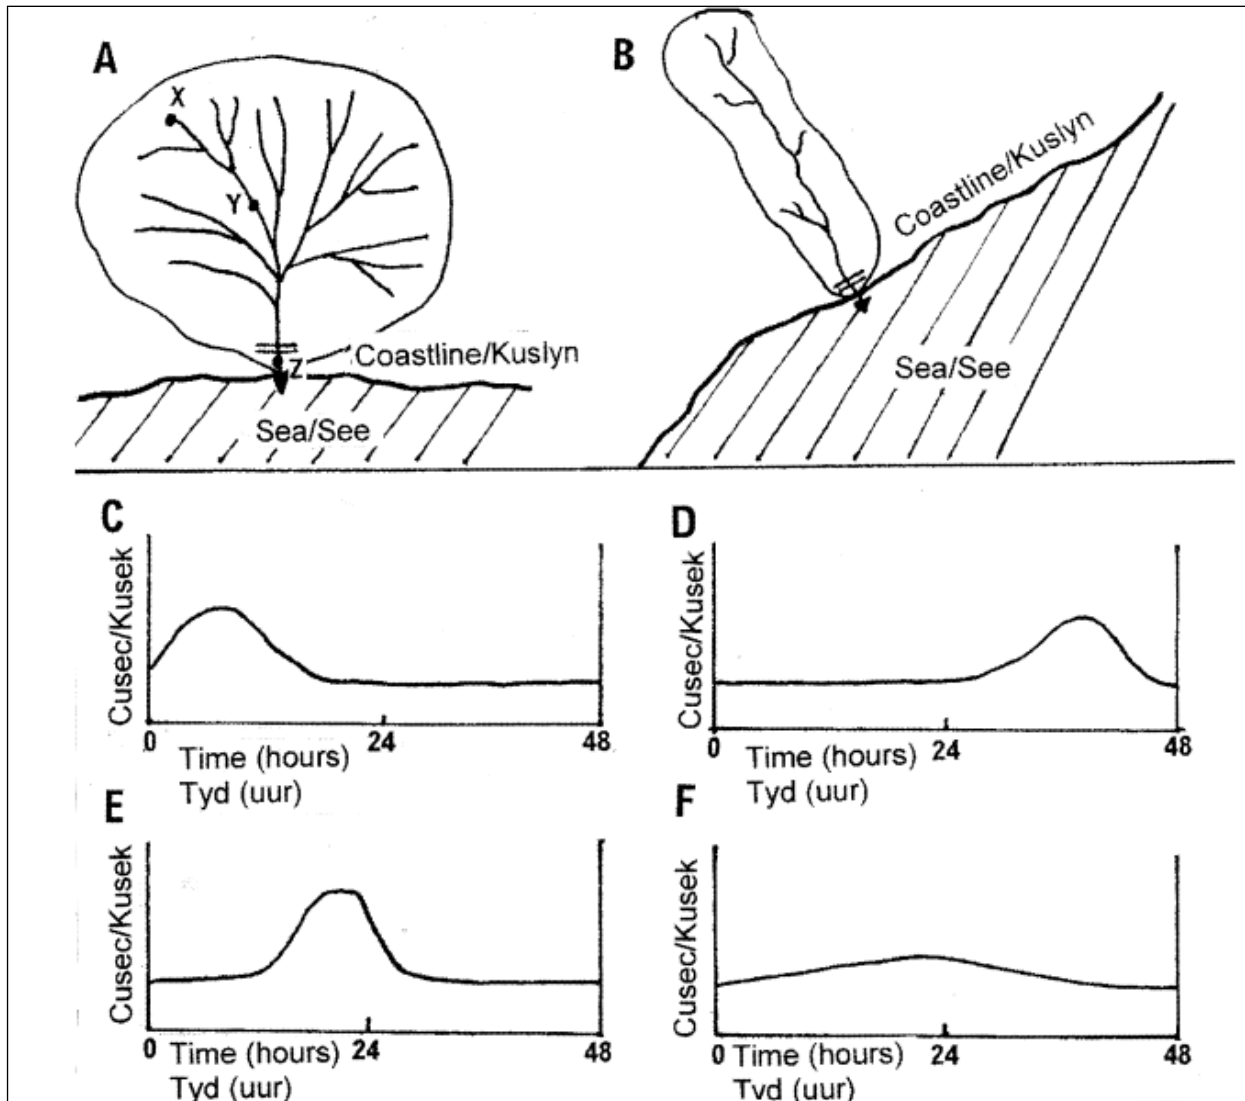 A
B
X
Y
Z
Coastline/Kuslyn
Sea/See
Coastline/Kuslyn
Sea/See
C
Cusec/Kusek
0 24 48
Time (hours)
Tyd (uur)
D
Cusec/Kusek
0 24 48
Time (hours)
Tyd (uur)
E
Cusec/Kusek
0 Time (hours) 24 48
Tyd (uur)
F
Cusec/Kusek
0 Time (hours) 24 48
Tyd (uur)